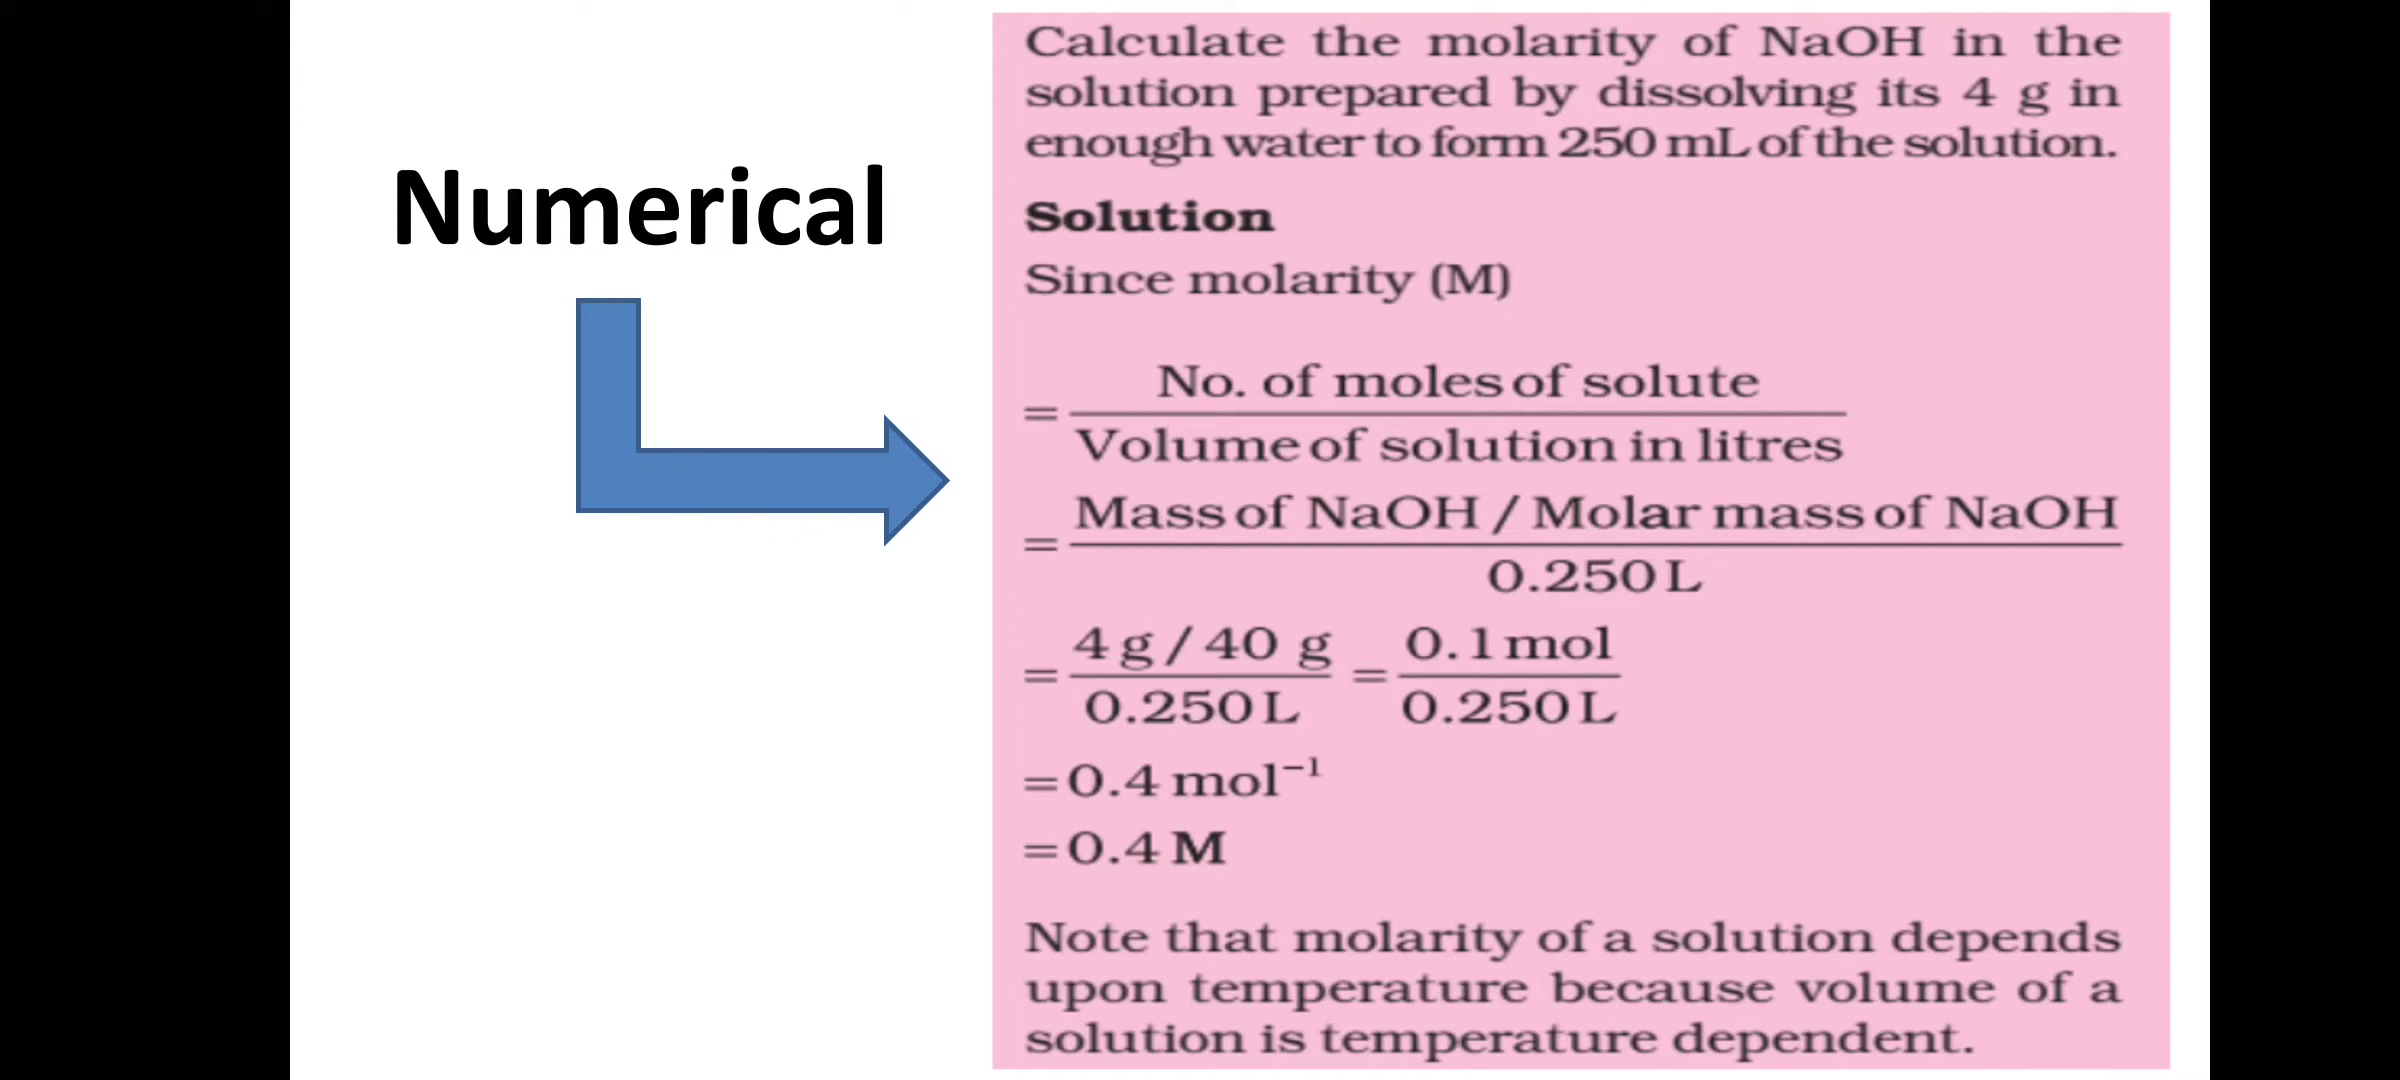 Numerical
Calculate the molarity of NaOH in the
solution prepared by dissolving its 4 g in
enough water to form 250 mL of the solution.
Solution
Since molarity (M)
= No. of moles of solute
Volume of solution in litres
= Mass of NaOH / Molar mass of NaOH
0.250 L
= 4 g / 40 g = 0.1 mol
0.250 L 0.250 L
= 0.4 mol⁻¹
= 0.4 M
Note that molarity of a solution depends
upon temperature because volume of a
solution is temperature dependent.